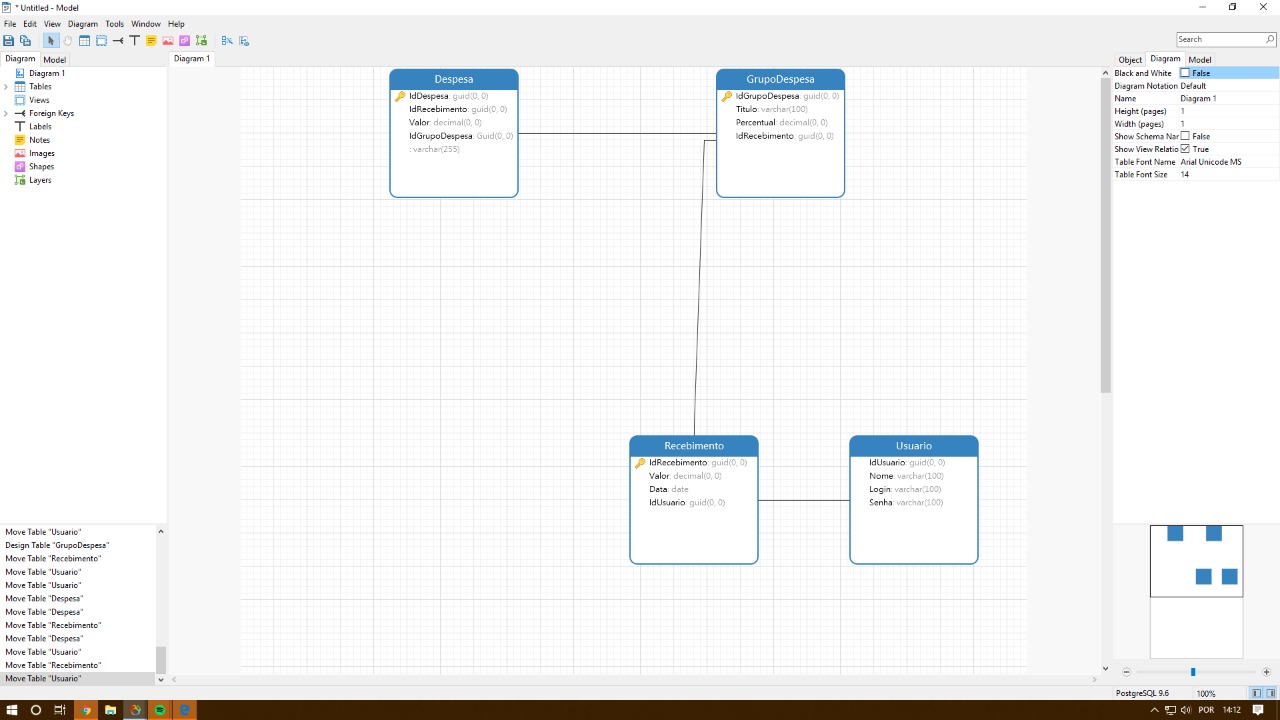 * Untitled - Model
File Edit View Diagram Tools Window Help
Search
Diagram Model
Diagram 1
Tables
Views
Foreign Keys
Labels
Notes
Images
Shapes
Layers
Move Table "Usuario"
Design Table "GrupoDespesa"
Move Table "Recebimento"
Move Table "Usuario"
Move Table "Usuario"
Move Table "Despesa"
Move Table "Despesa"
Move Table "Recebimento"
Move Table "Despesa"
Move Table "Usuario"
Move Table "Recebimento"
Move Table "Usuario"
Diagram 1
Despesa
IdDespesa: guid(0, 0)
IdRecebimento: guid(0, 0)
Valor: decimal(0, 0)
IdGrupoDespesa: Guid(0, 0)
: varchar(255)
GrupoDespesa
IdGrupoDespesa: guid(0, 0)
Titulo: varchar(100)
Percentual: decimal(0, 0)
IdRecebimento: guid(0, 0)
Recebimento
IdRecebimento: guid(0, 0)
Valor: decimal(0, 0)
Data: date
IdUsuario: guid(0, 0)
Usuario
IdUsuario: guid(0, 0)
Nome: varchar(100)
Login: varchar(100)
Senha: varchar(100)
Object Diagram Model
Black and White False
Diagram Notation Default
Name Diagram 1
Height (pages) 1
Width (pages) 1
Show Schema Nar False
Show View Relatio True
Table Font Name Arial Unicode MS
Table Font Size 14
PostgreSQL 9.6 100%
POR 14:12